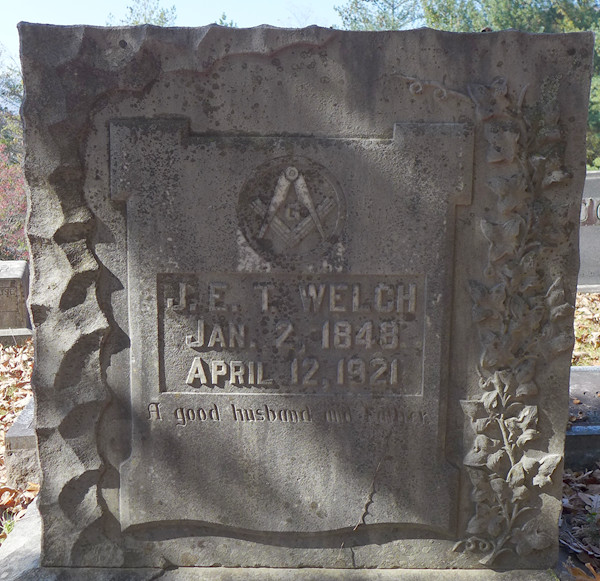 G
J. E. T. WELCH
JAN. 2, 1848
APRIL 12, 1921
A good husband and Father